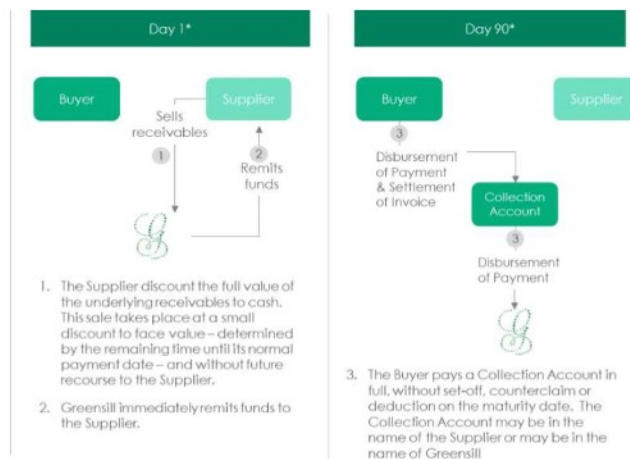 Day 1*
Buyer
Supplier
Sells
receivables
1
2
Remits
funds
1. The Supplier discount the full value of
the underlying receivables to cash.
This sale takes place at a small
discount to face value – determined
by the remaining time until its normal
payment date – and without future
recourse to the Supplier.
2. Greensill immediately remits funds to
the Supplier.
Day 90*
Buyer
Supplier
3
Disbursement
of Payment
& Settlement
of Invoice
Collection
Account
3
Disbursement
of Payment
3. The Buyer pays a Collection Account in
full, without set-off, counterclaim or
deduction on the maturity date. The
Collection Account may be in the
name of the Supplier or may be in the
name of Greensill